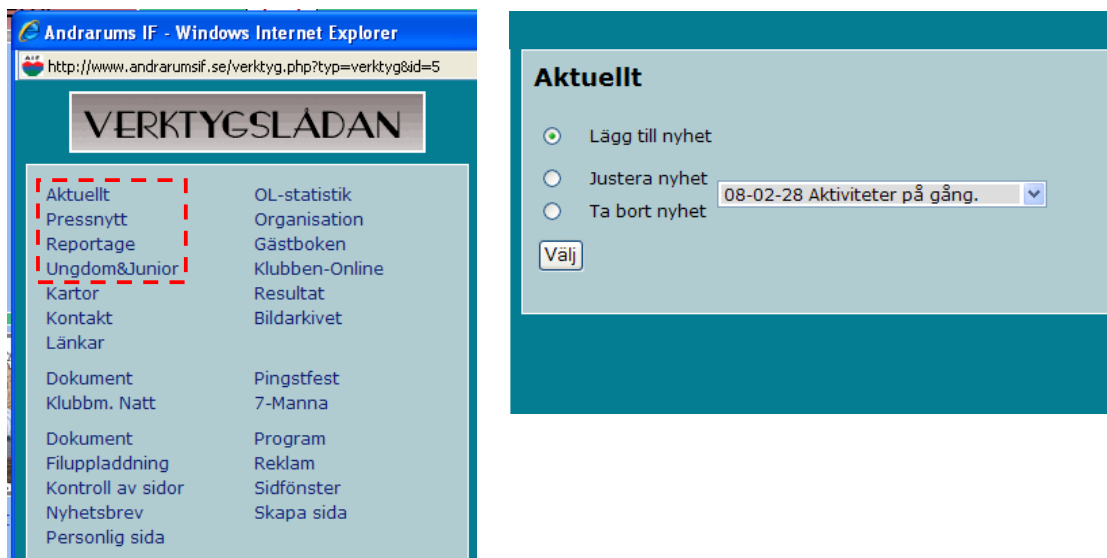 Andrarums IF - Windows Internet Explorer
http://www.andrarumsif.se/verktyg.php?typ=verktyg&id=5
VERKTYGSLÅDAN
Aktuellt OL-statistik
Pressnytt Organisation
Reportage Gästboken
Ungdom&Junior Klubben-Online
Kartor Resultat
Kontakt Bildarkivet
Länkar
Dokument Pingstfest
Klubbm. Natt 7-Manna
Dokument Program
Filuppladdning Reklam
Kontroll av sidor Sidfönster
Nyhetsbrev Skapa sida
Personlig sida
Aktuellt
Lägg till nyhet
Justera nyhet
08-02-28 Aktiviteter på gång.
Ta bort nyhet
Välj